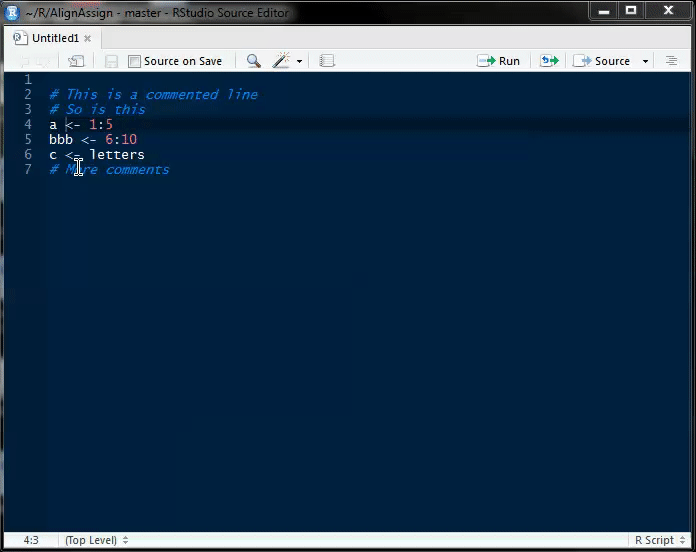 ~/R/AlignAssign - master - RStudio Source Editor
Untitled1
Source on Save
Run
Source
1
2 # This is a commented line
3 # So is this
4 a <- 1:5
5 bbb <- 6:10
6 c <- letters
7 # More comments
4:3 (Top Level) R Script